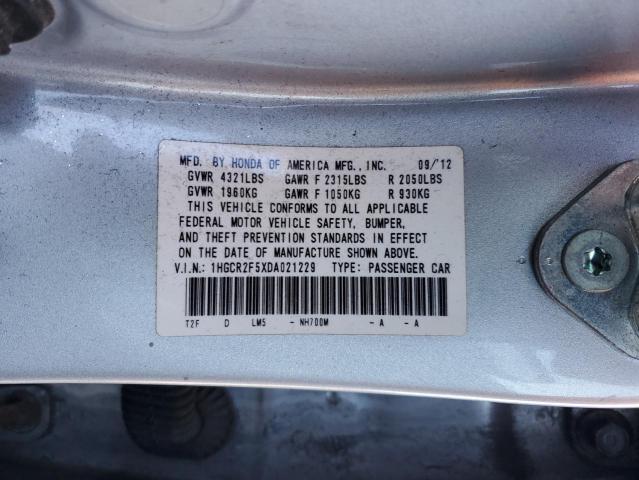 MFD. BY HONDA OF AMERICA MFG., INC. 09/'12
GVWR 4321LBS GAWR F 2315LBS R 2050LBS
GVWR 1960KG GAWR F 1050KG R 930KG
THIS VEHICLE CONFORMS TO ALL APPLICABLE
FEDERAL MOTOR VEHICLE SAFETY, BUMPER,
AND THEFT PREVENTION STANDARDS IN EFFECT
ON THE DATE OF MANUFACTURE SHOWN ABOVE.
V.I.N.: 1HGCR2F5XDA021229 TYPE: PASSENGER CAR
T2F D LM5 - NH700M - A - A